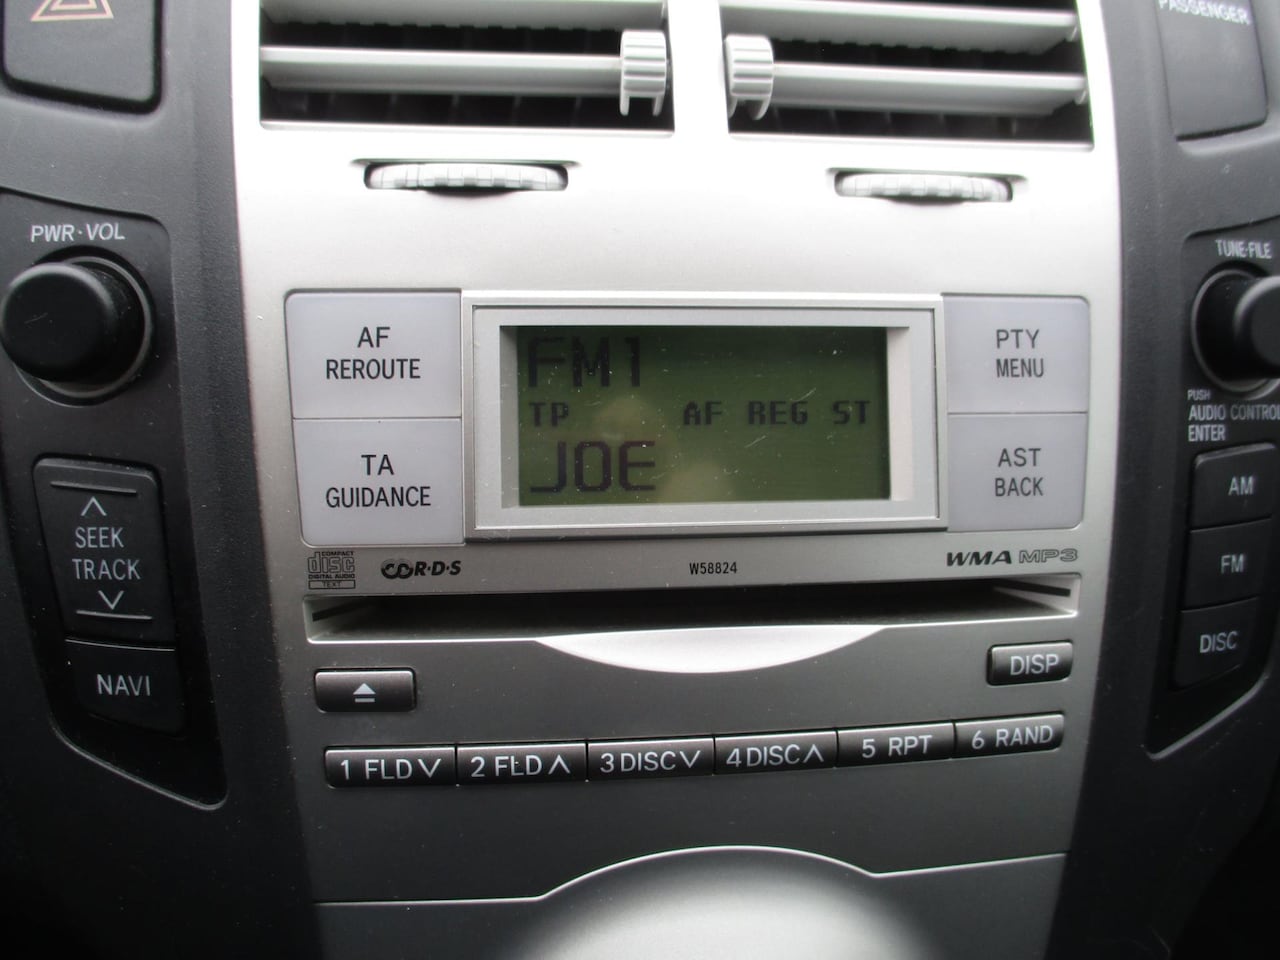 PASSENGER
PWR·VOL
TUNE·FILE
AF
REROUTE
TA
GUIDANCE
FM1
TP AF REG ST
JOE
PTY
MENU
AST
BACK
PUSH
AUDIO CONTROL
ENTER
SEEK
TRACK
NAVI
AM
FM
DISC
COMPACT
disc
DIGITAL AUDIO
TEXT
R·D·S
W58824
WMA MP3
DISP
1 FLD
2 FLD
3 DISC
4 DISC
5 RPT
6 RAND